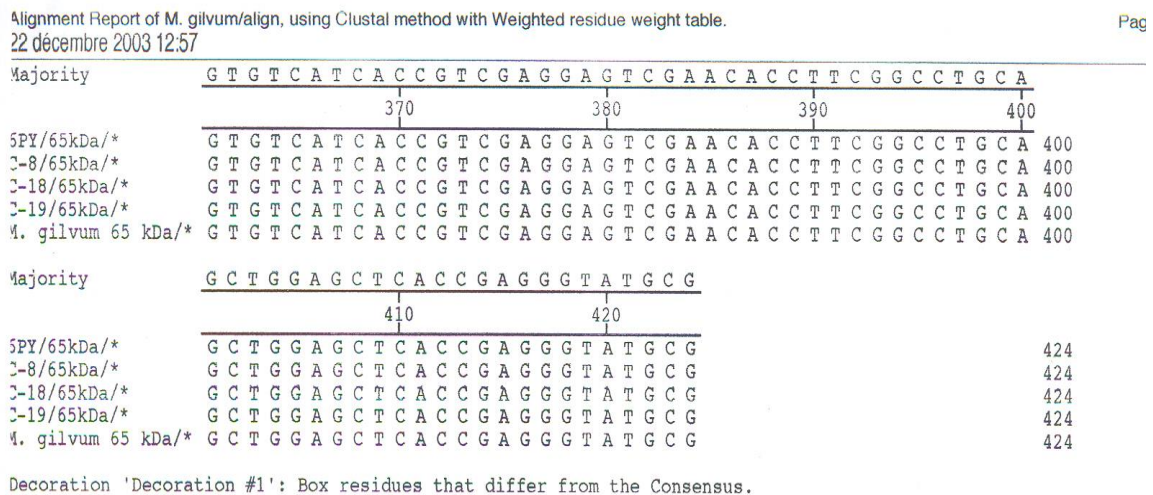 Alignment Report of M. gilvum/align, using Clustal method with Weighted residue weight table. Pag
22 décembre 2003 12:57
Majority G T G T C A T C A C C G T C G A G G A G T C G A A C A C C T T C G G C C T G C A
370 380 390 400
5PY/65kDa/* G T G T C A T C A C C G T C G A G G A G T C G A A C A C C T T C G G C C T G C A 400
C-8/65kDa/* G T G T C A T C A C C G T C G A G G A G T C G A A C A C C T T C G G C C T G C A 400
C-18/65kDa/* G T G T C A T C A C C G T C G A G G A G T C G A A C A C C T T C G G C C T G C A 400
C-19/65kDa/* G T G T C A T C A C C G T C G A G G A G T C G A A C A C C T T C G G C C T G C A 400
M. gilvum 65 kDa/* G T G T C A T C A C C G T C G A G G A G T C G A A C A C C T T C G G C C T G C A 400
Majority G C T G G A G C T C A C C G A G G G T A T G C G
410 420
5PY/65kDa/* G C T G G A G C T C A C C G A G G G T A T G C G 424
C-8/65kDa/* G C T G G A G C T C A C C G A G G G T A T G C G 424
C-18/65kDa/* G C T G G A G C T C A C C G A G G G T A T G C G 424
C-19/65kDa/* G C T G G A G C T C A C C G A G G G T A T G C G 424
M. gilvum 65 kDa/* G C T G G A G C T C A C C G A G G G T A T G C G 424
Decoration 'Decoration #1': Box residues that differ from the Consensus.